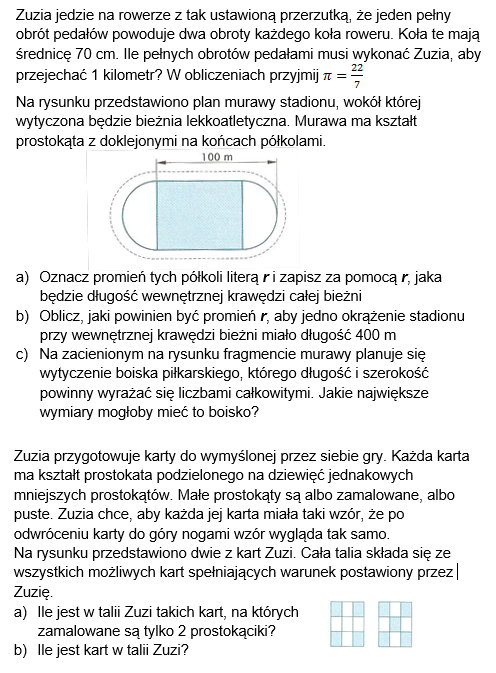 Zuzia jedzie na rowerze z tak ustawioną przerzutką, że jeden pełny
obrót pedałów powoduje dwa obroty każdego koła roweru. Koła te mają
średnicę 70 cm. Ile pełnych obrotów pedałami musi wykonać Zuzia, aby
przejechać 1 kilometr? W obliczeniach przyjmij π = 22/7
Na rysunku przedstawiono plan murawy stadionu, wokół której
wytyczona będzie bieżnia lekkoatletyczna. Murawa ma kształt
prostokąta z doklejonymi na końcach półkolami.
100 m
a) Oznacz promień tych półkoli literą r i zapisz za pomocą r, jaka
będzie długość wewnętrznej krawędzi całej bieżni
b) Oblicz, jaki powinien być promień r, aby jedno okrążenie stadionu
przy wewnętrznej krawędzi bieżni miało długość 400 m
c) Na zacienionym na rysunku fragmencie murawy planuje się
wytyczenie boiska piłkarskiego, którego długość i szerokość
powinny wyrażać się liczbami całkowitymi. Jakie największe
wymiary mogłoby mieć to boisko?
Zuzia przygotowuje karty do wymyślonej przez siebie gry. Każda karta
ma kształt prostokata podzielonego na dziewięć jednakowych
mniejszych prostokątów. Małe prostokąty są albo zamalowane, albo
puste. Zuzia chce, aby każda jej karta miała taki wzór, że po
odwróceniu karty do góry nogami wzór wygląda tak samo.
Na rysunku przedstawiono dwie z kart Zuzi. Cała talia składa się ze
wszystkich możliwych kart spełniających warunek postawiony przez
Zuzię.
a) Ile jest w talii Zuzi takich kart, na których
zamalowane są tylko 2 prostokąciki?
b) Ile jest kart w talii Zuzi?